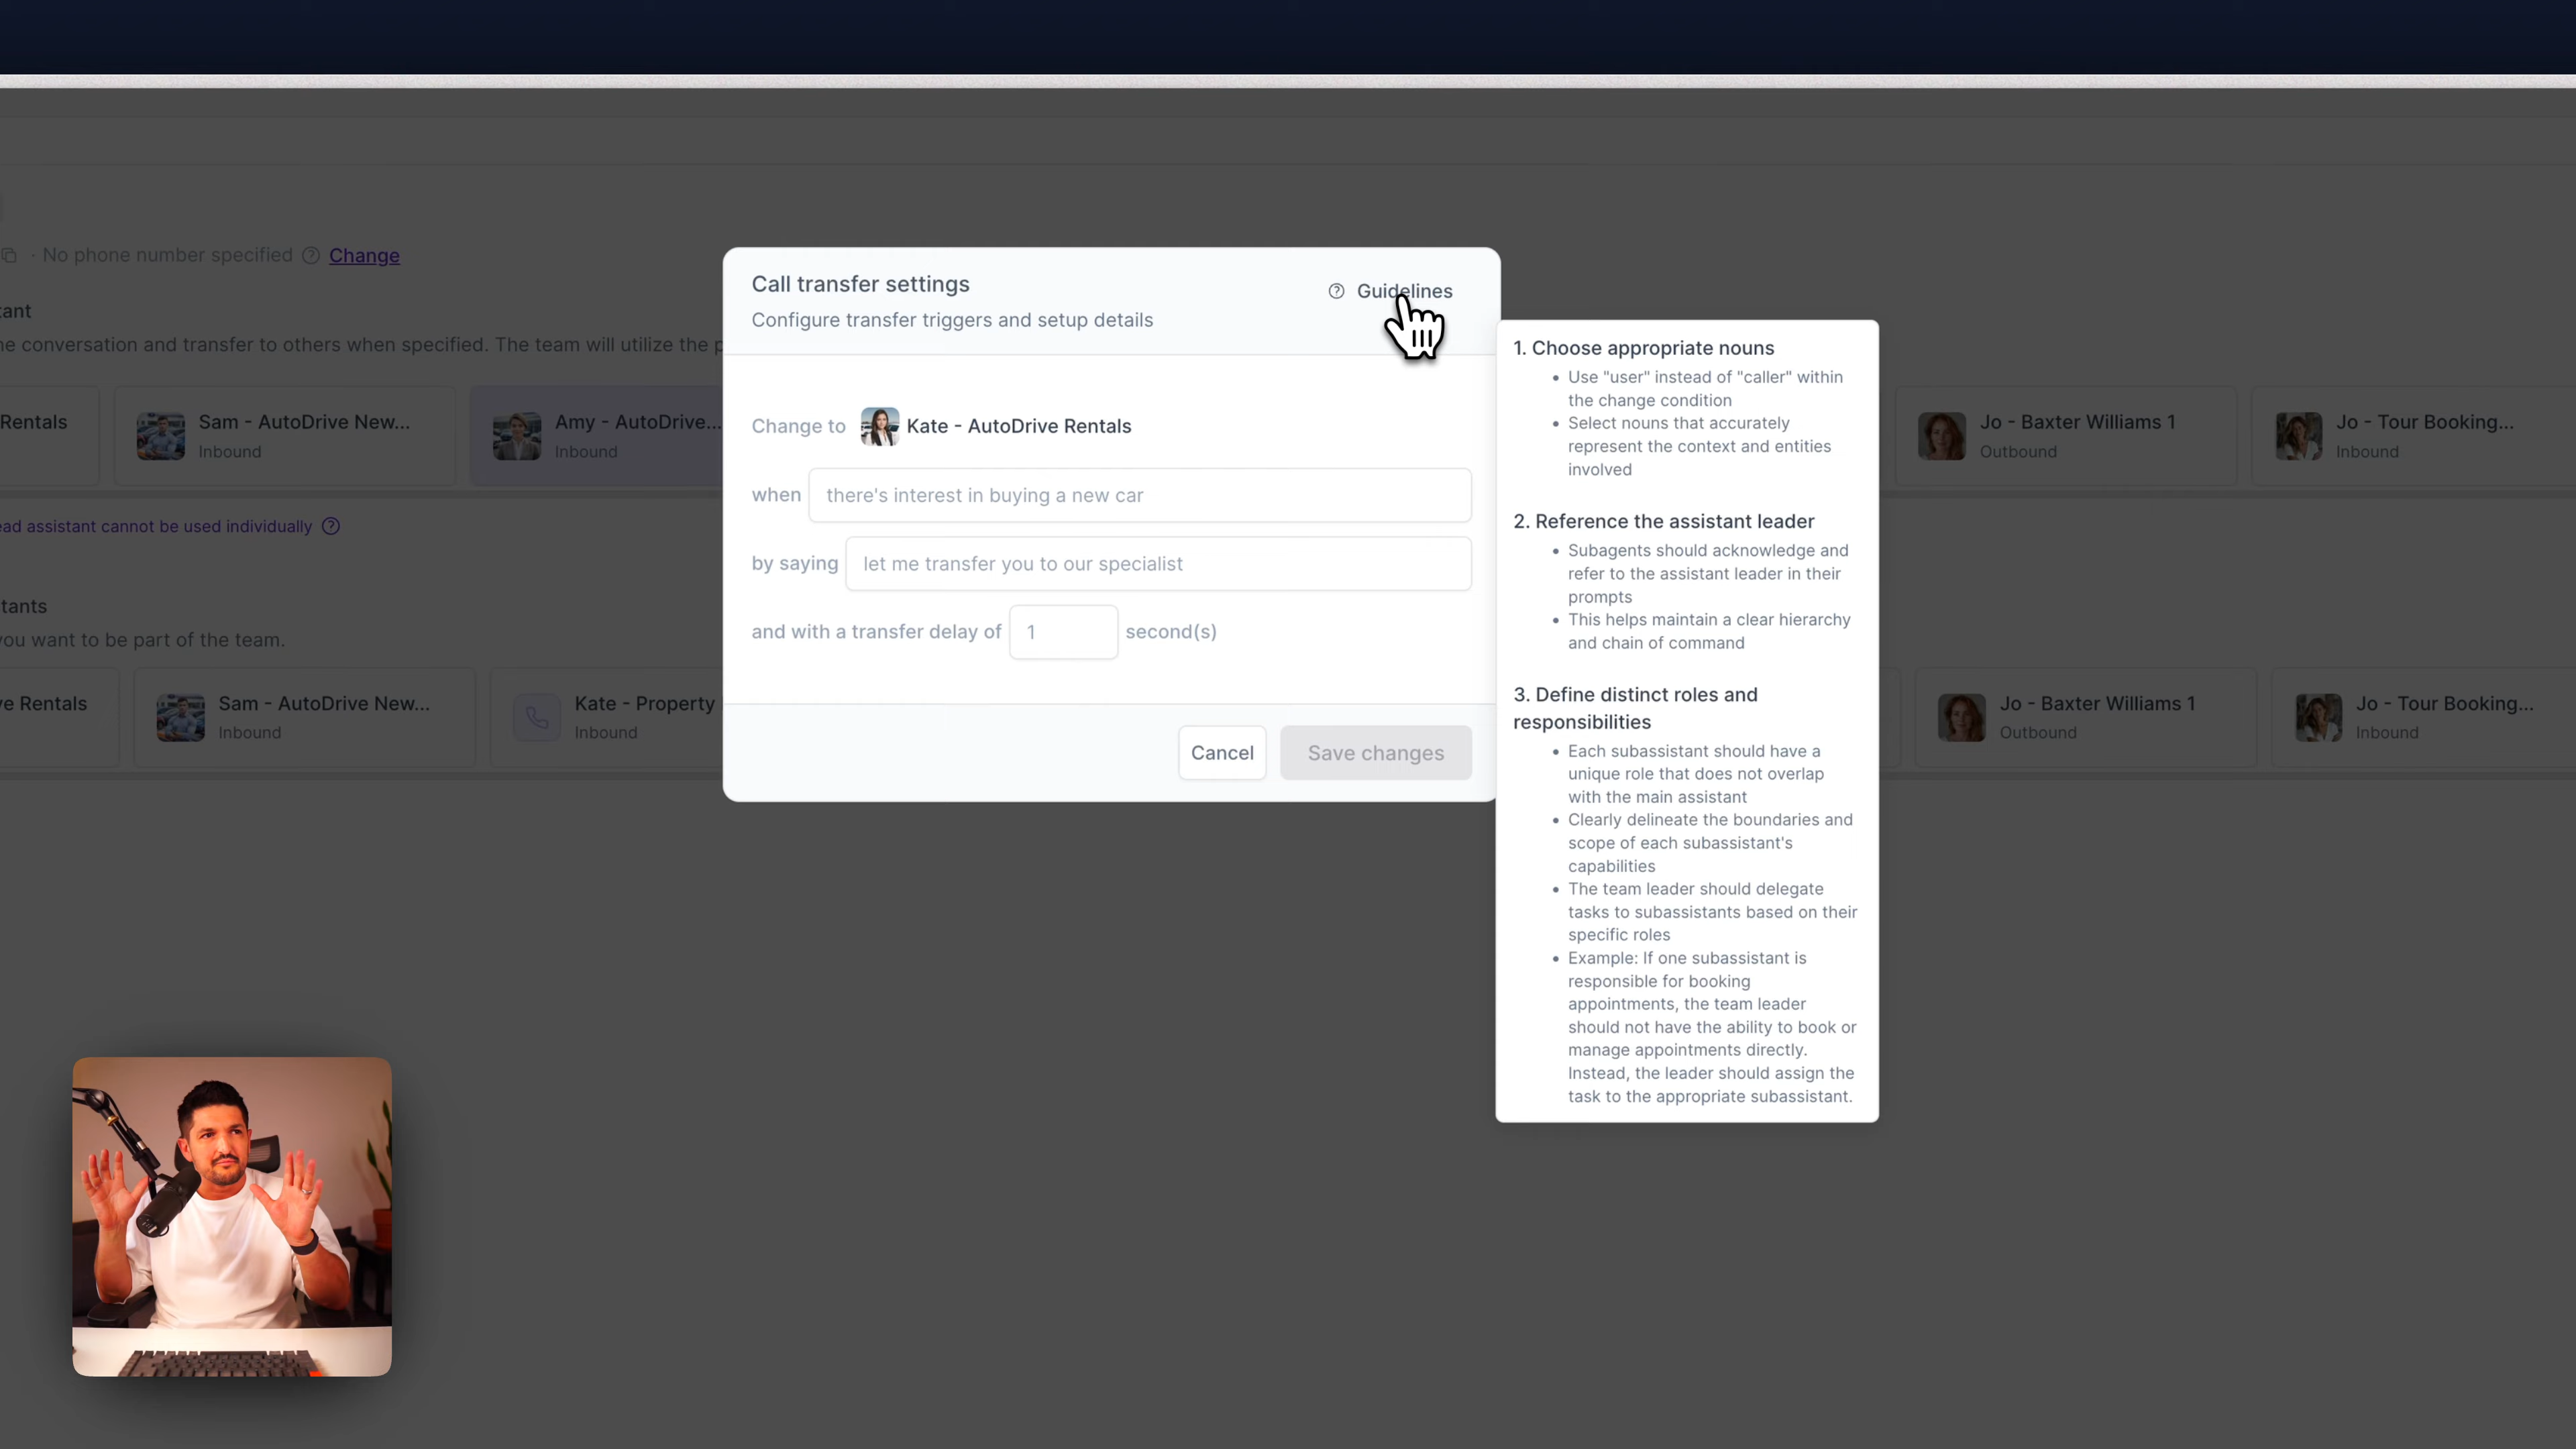 No phone number specified Change
tant
ne conversation and transfer to others when specified. The team will utilize the p
Rentals
Sam - AutoDrive New...
Inbound
Amy - AutoDrive...
Inbound
Jo - Baxter Williams 1
Outbound
Jo - Tour Booking...
Inbound
ead assistant cannot be used individually
tants
you want to be part of the team.
ve Rentals
Sam - AutoDrive New...
Inbound
Kate - Property
Inbound
Jo - Baxter Williams 1
Outbound
Jo - Tour Booking...
Inbound
Call transfer settings
Guidelines
Configure transfer triggers and setup details
Change to Kate - AutoDrive Rentals
when there's interest in buying a new car
by saying let me transfer you to our specialist
and with a transfer delay of 1 second(s)
Cancel
Save changes
1. Choose appropriate nouns
• Use "user" instead of "caller" within
the change condition
• Select nouns that accurately
represent the context and entities
involved
2. Reference the assistant leader
• Subagents should acknowledge and
refer to the assistant leader in their
prompts
• This helps maintain a clear hierarchy
and chain of command
3. Define distinct roles and
responsibilities
• Each subassistant should have a
unique role that does not overlap
with the main assistant
• Clearly delineate the boundaries and
scope of each subassistant's
capabilities
• The team leader should delegate
tasks to subassistants based on their
specific roles
• Example: If one subassistant is
responsible for booking
appointments, the team leader
should not have the ability to book or
manage appointments directly.
Instead, the leader should assign the
task to the appropriate subassistant.